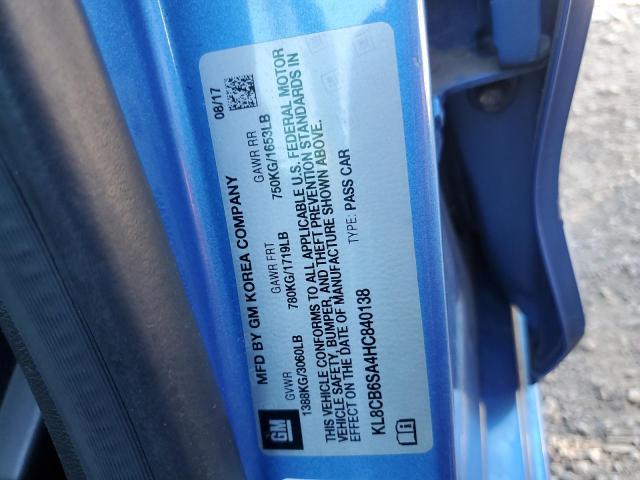 MFD BY GM KOREA COMPANY 08/17
GVWR GAWR FRT GAWR RR
1388KG/3060LB 780KG/1719LB 750KG/1653LB
THIS VEHICLE CONFORMS TO ALL APPLICABLE U.S. FEDERAL MOTOR
VEHICLE SAFETY, BUMPER, AND THEFT PREVENTION STANDARDS IN
EFFECT ON THE DATE OF MANUFACTURE SHOWN ABOVE.
KL8CB6SA4HC840138 TYPE: PASS CAR
GM